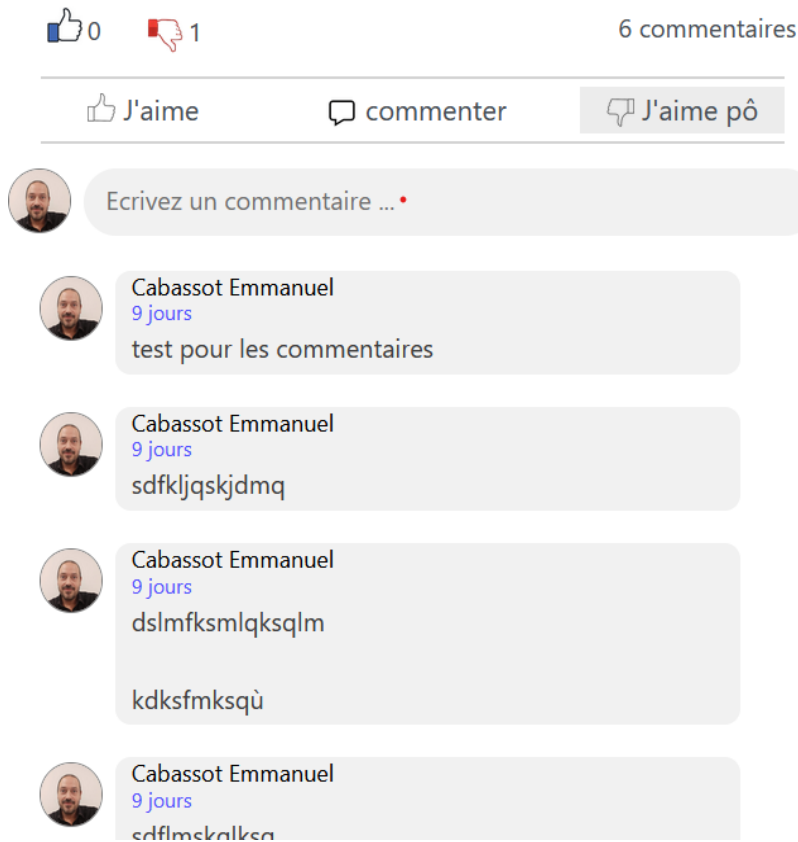 0 1 6 commentaires
J'aime commenter J'aime pô
Ecrivez un commentaire ...
Cabassot Emmanuel
9 jours
test pour les commentaires
Cabassot Emmanuel
9 jours
sdfkljqskjdmq
Cabassot Emmanuel
9 jours
dslmfksmlqksqlm
kdksfmksqù
Cabassot Emmanuel
9 jours